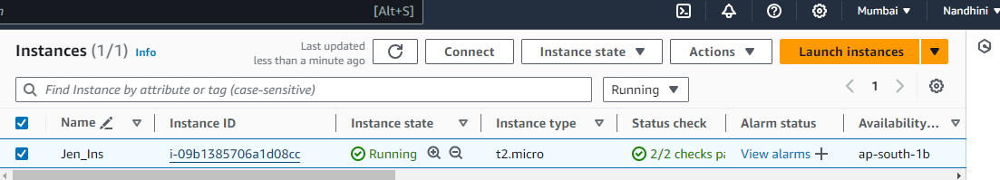 [Alt+S] Mumbai Nandhini
Instances (1/1) Info Last updated less than a minute ago Connect Instance state Actions Launch instances
Find Instance by attribute or tag (case-sensitive) Running 1
Name Instance ID Instance state Instance type Status check Alarm status Availability...
Jen_Ins i-09b1385706a1d08cc Running t2.micro 2/2 checks pa View alarms ap-south-1b